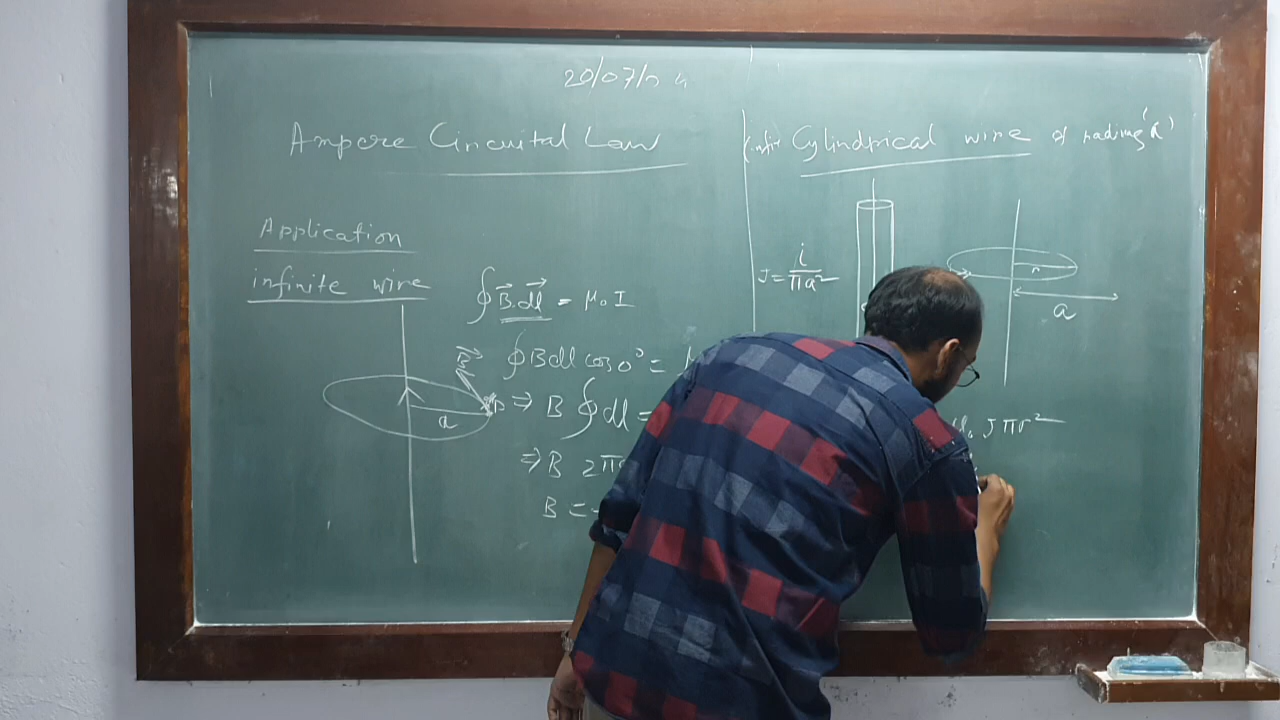 20/07/24
Ampere Circuital Law
Application
infinite wire
a
∮ B⃗.dl⃗ = μ₀ I
B⃗
∮ Bdl cos 0° =
P ⇒ B ∮ dl =
⇒ B 2π
B =
Cylindrical wire of radius 'a'
J = i/πa²
r
a
μ₀ J πr²